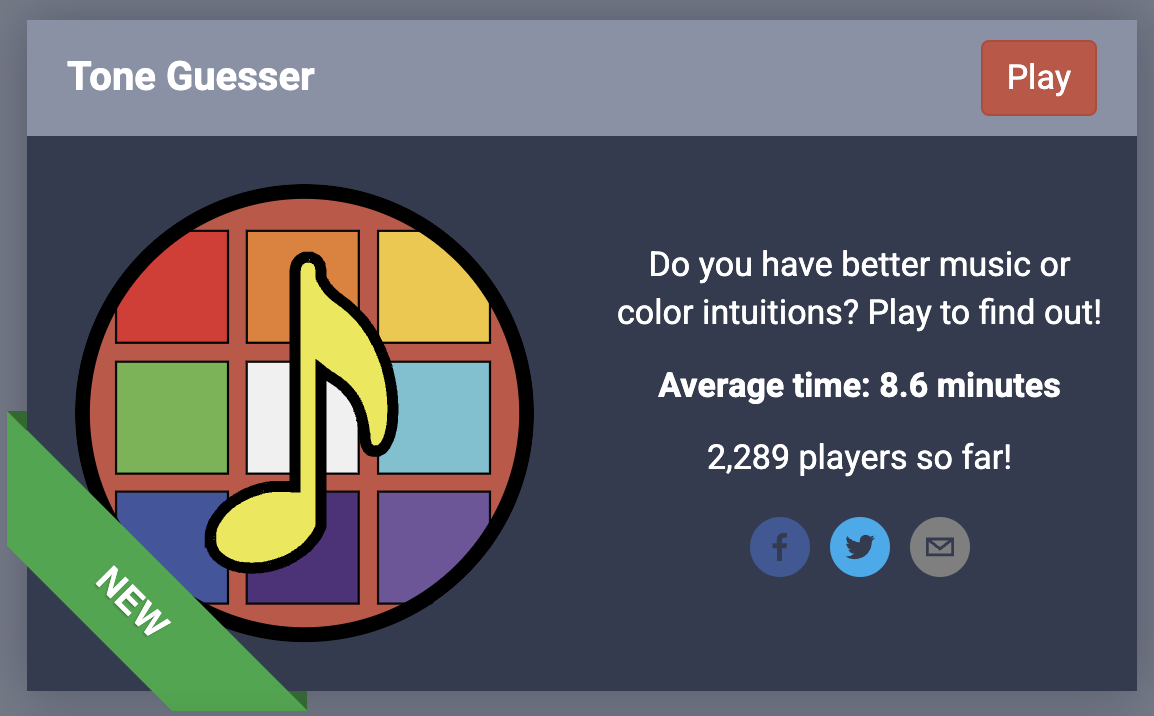 Tone Guesser
Play
Do you have better music or
color intuitions? Play to find out!
Average time: 8.6 minutes
2,289 players so far!
NEW